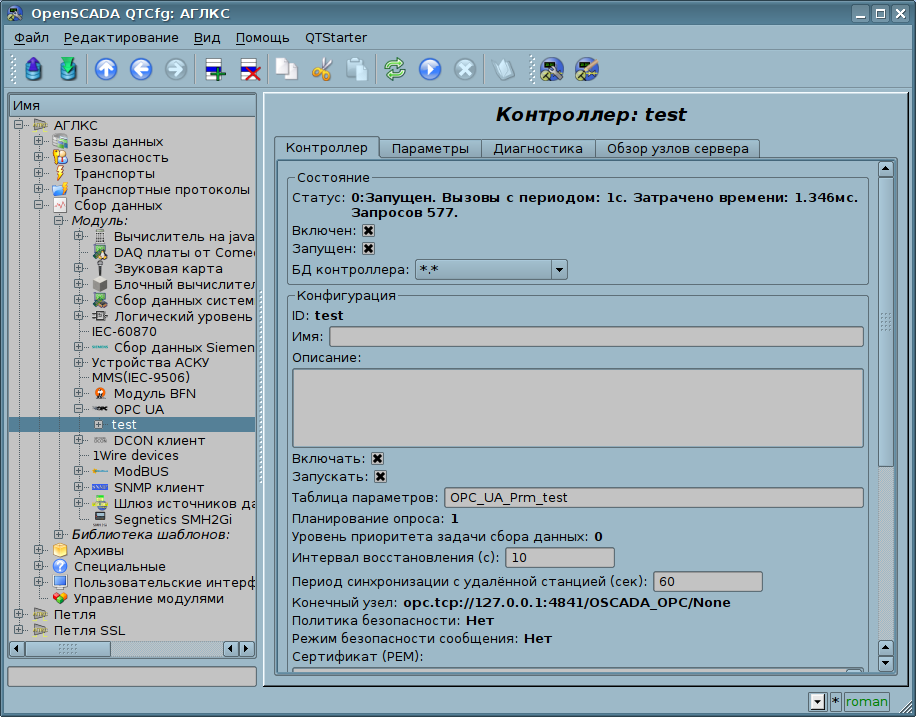 OpenSCADA QTCfg: АГЛКС
Файл Редактирование Вид Помощь QTStarter
Имя
АГЛКС
Базы данных
Безопасность
Транспорты
Транспортные протоколы
Сбор данных
Модуль:
Вычислитель на java
DAQ платы от Come
Звуковая карта
Блочный вычислител
Сбор данных систем
Логический уровень
IEC-60870
Сбор данных Siemen
Устройства АСКУ
MMS(IEC-9506)
Модуль BFN
OPC UA
test
DCON клиент
1Wire devices
ModBUS
SNMP клиент
Шлюз источников да
Segnetics SMH2Gi
Библиотека шаблонов:
Архивы
Специальные
Пользовательские интерф
Управление модулями
Петля
Петля SSL
Контроллер: test
Контроллер Параметры Диагностика Обзор узлов сервера
Состояние
Статус: 0:Запущен. Вызовы с периодом: 1с. Затрачено времени: 1.346мс.
Запросов 577.
Включен:
Запущен:
БД контроллера: *.*
Конфигурация
ID: test
Имя:
Описание:
Включать:
Запускать:
Таблица параметров: OPC_UA_Prm_test
Планирование опроса: 1
Уровень приоритета задачи сбора данных: 0
Интервал восстановления (с): 10
Период синхронизации с удалённой станцией (сек): 60
Конечный узел: opc.tcp://127.0.0.1:4841/OSCADA_OPC/None
Политика безопасности: Нет
Режим безопасности сообщения: Нет
Сертификат (PEM):
* roman